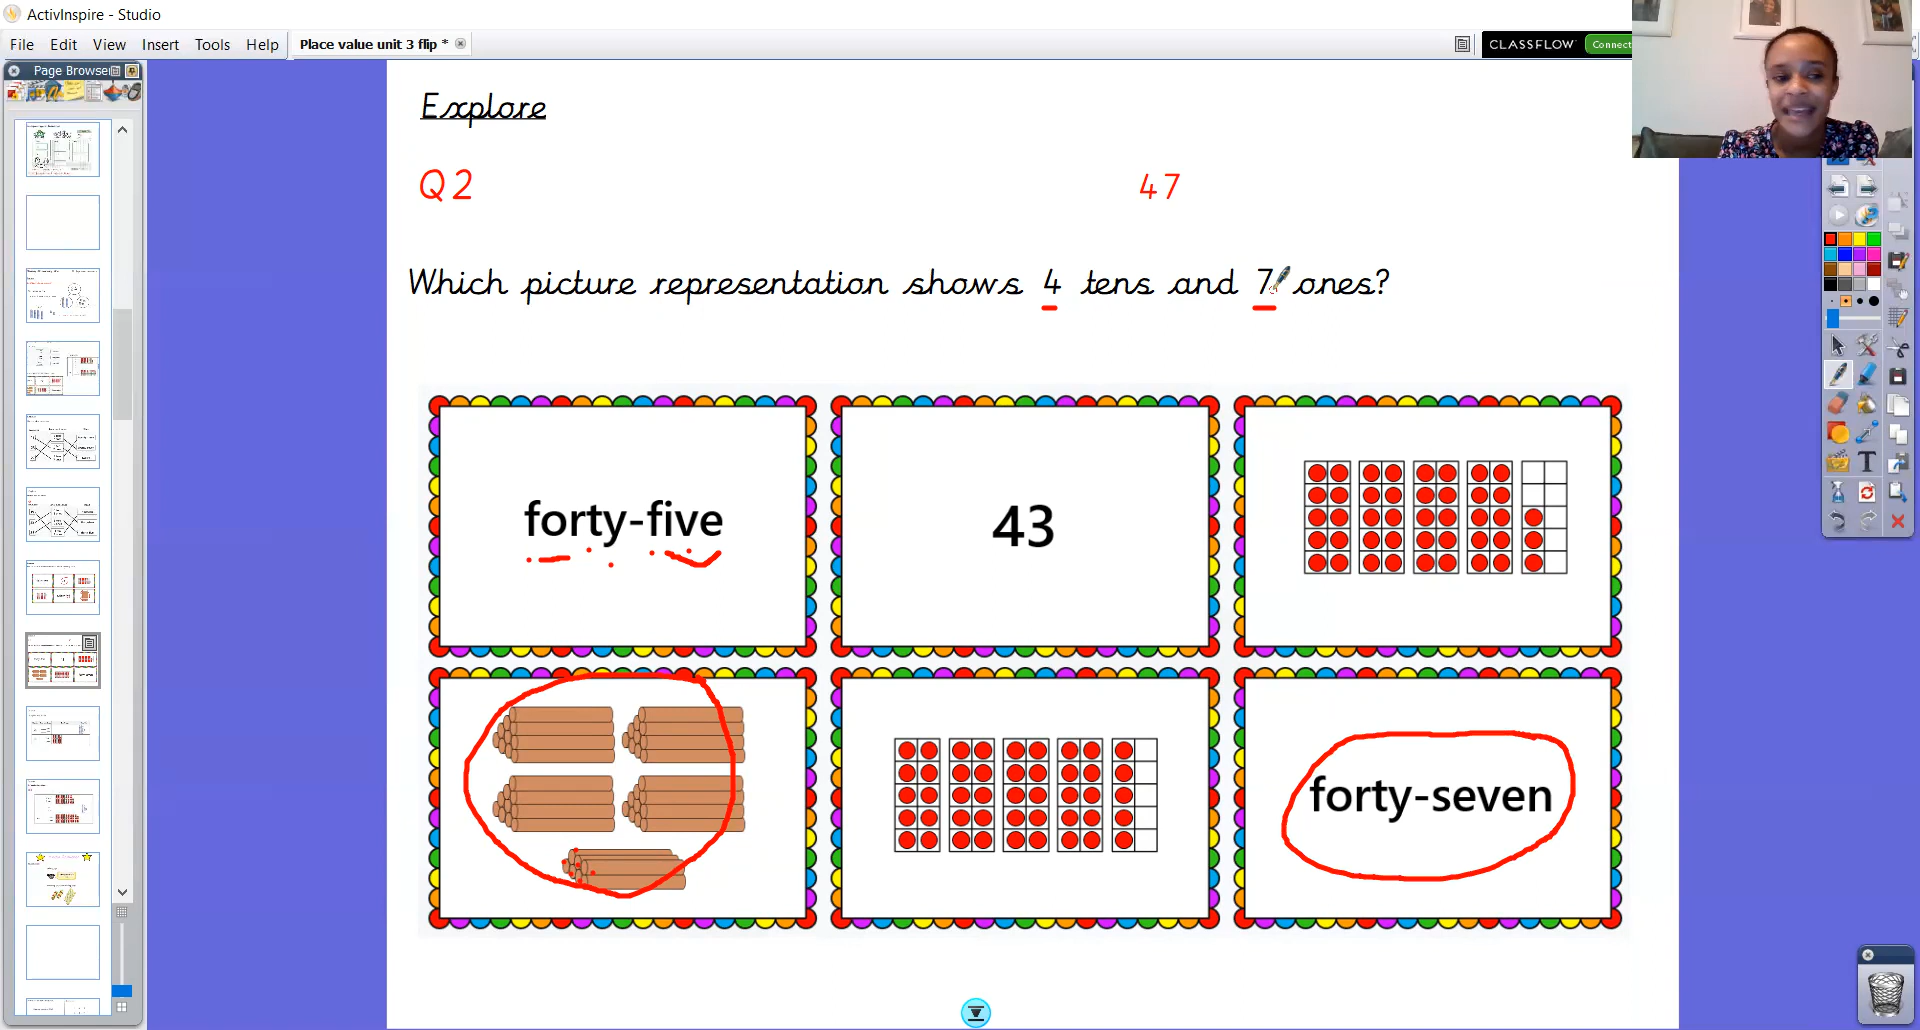 ActivInspire - Studio
File Edit View Insert Tools Help Place value unit 3 flip *
CLASSFLOW Connect
Page Browser
Explore
Q2 47
Which picture representation shows 4 tens and 7 ones?
forty-five 43
forty-seven